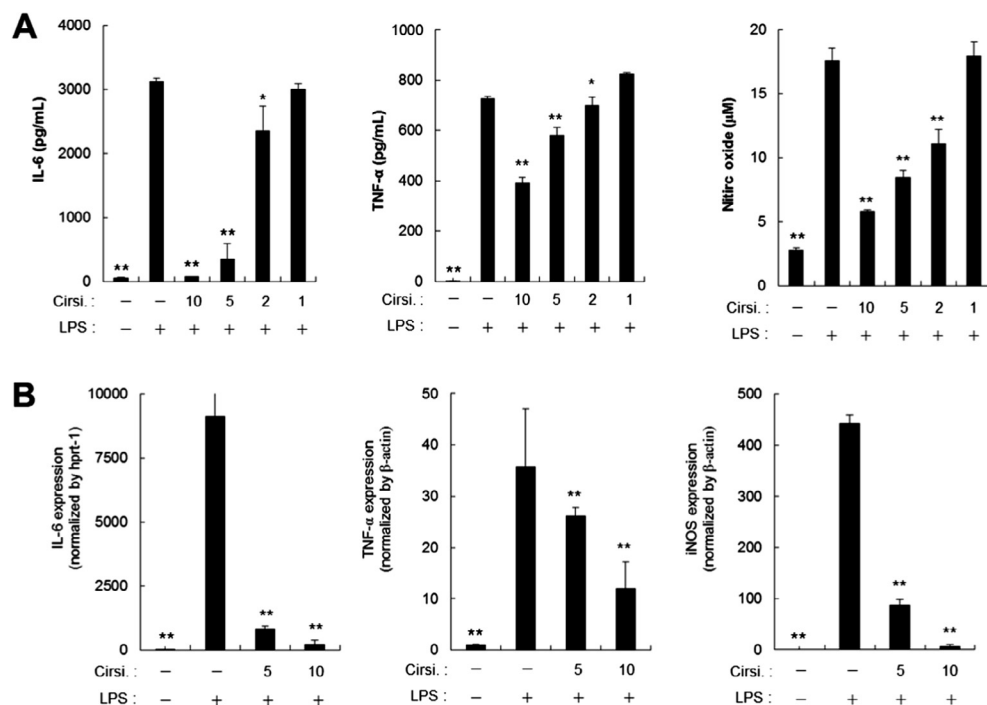 A
IL-6 (pg/mL)
4000
3000
2000
1000
0
** ** ** *
Cirsi. : − − 10 5 2 1
LPS : − + + + + +
TNF-α (pg/mL)
1000
800
600
400
200
0
** ** ** *
Cirsi. : − − 10 5 2 1
LPS : + + + + + +
Nitirc oxide (μM)
20
15
10
5
0
** ** ** **
Cirsi. : − − 10 5 2 1
LPS : − + + + + +
B
IL-6 expression
(normalized by hprt-1)
10000
7500
5000
2500
0
** ** **
Cirsi. : − − 5 10
LPS : − + + +
TNF-α expression
(normalized by β-actin)
50
40
30
20
10
0
** ** **
Cirsi. : − − 5 10
LPS : − + + +
iNOS expression
(normalized by β-actin)
500
400
300
200
100
0
** ** **
Cirsi. : − − 5 10
LPS : − + + +